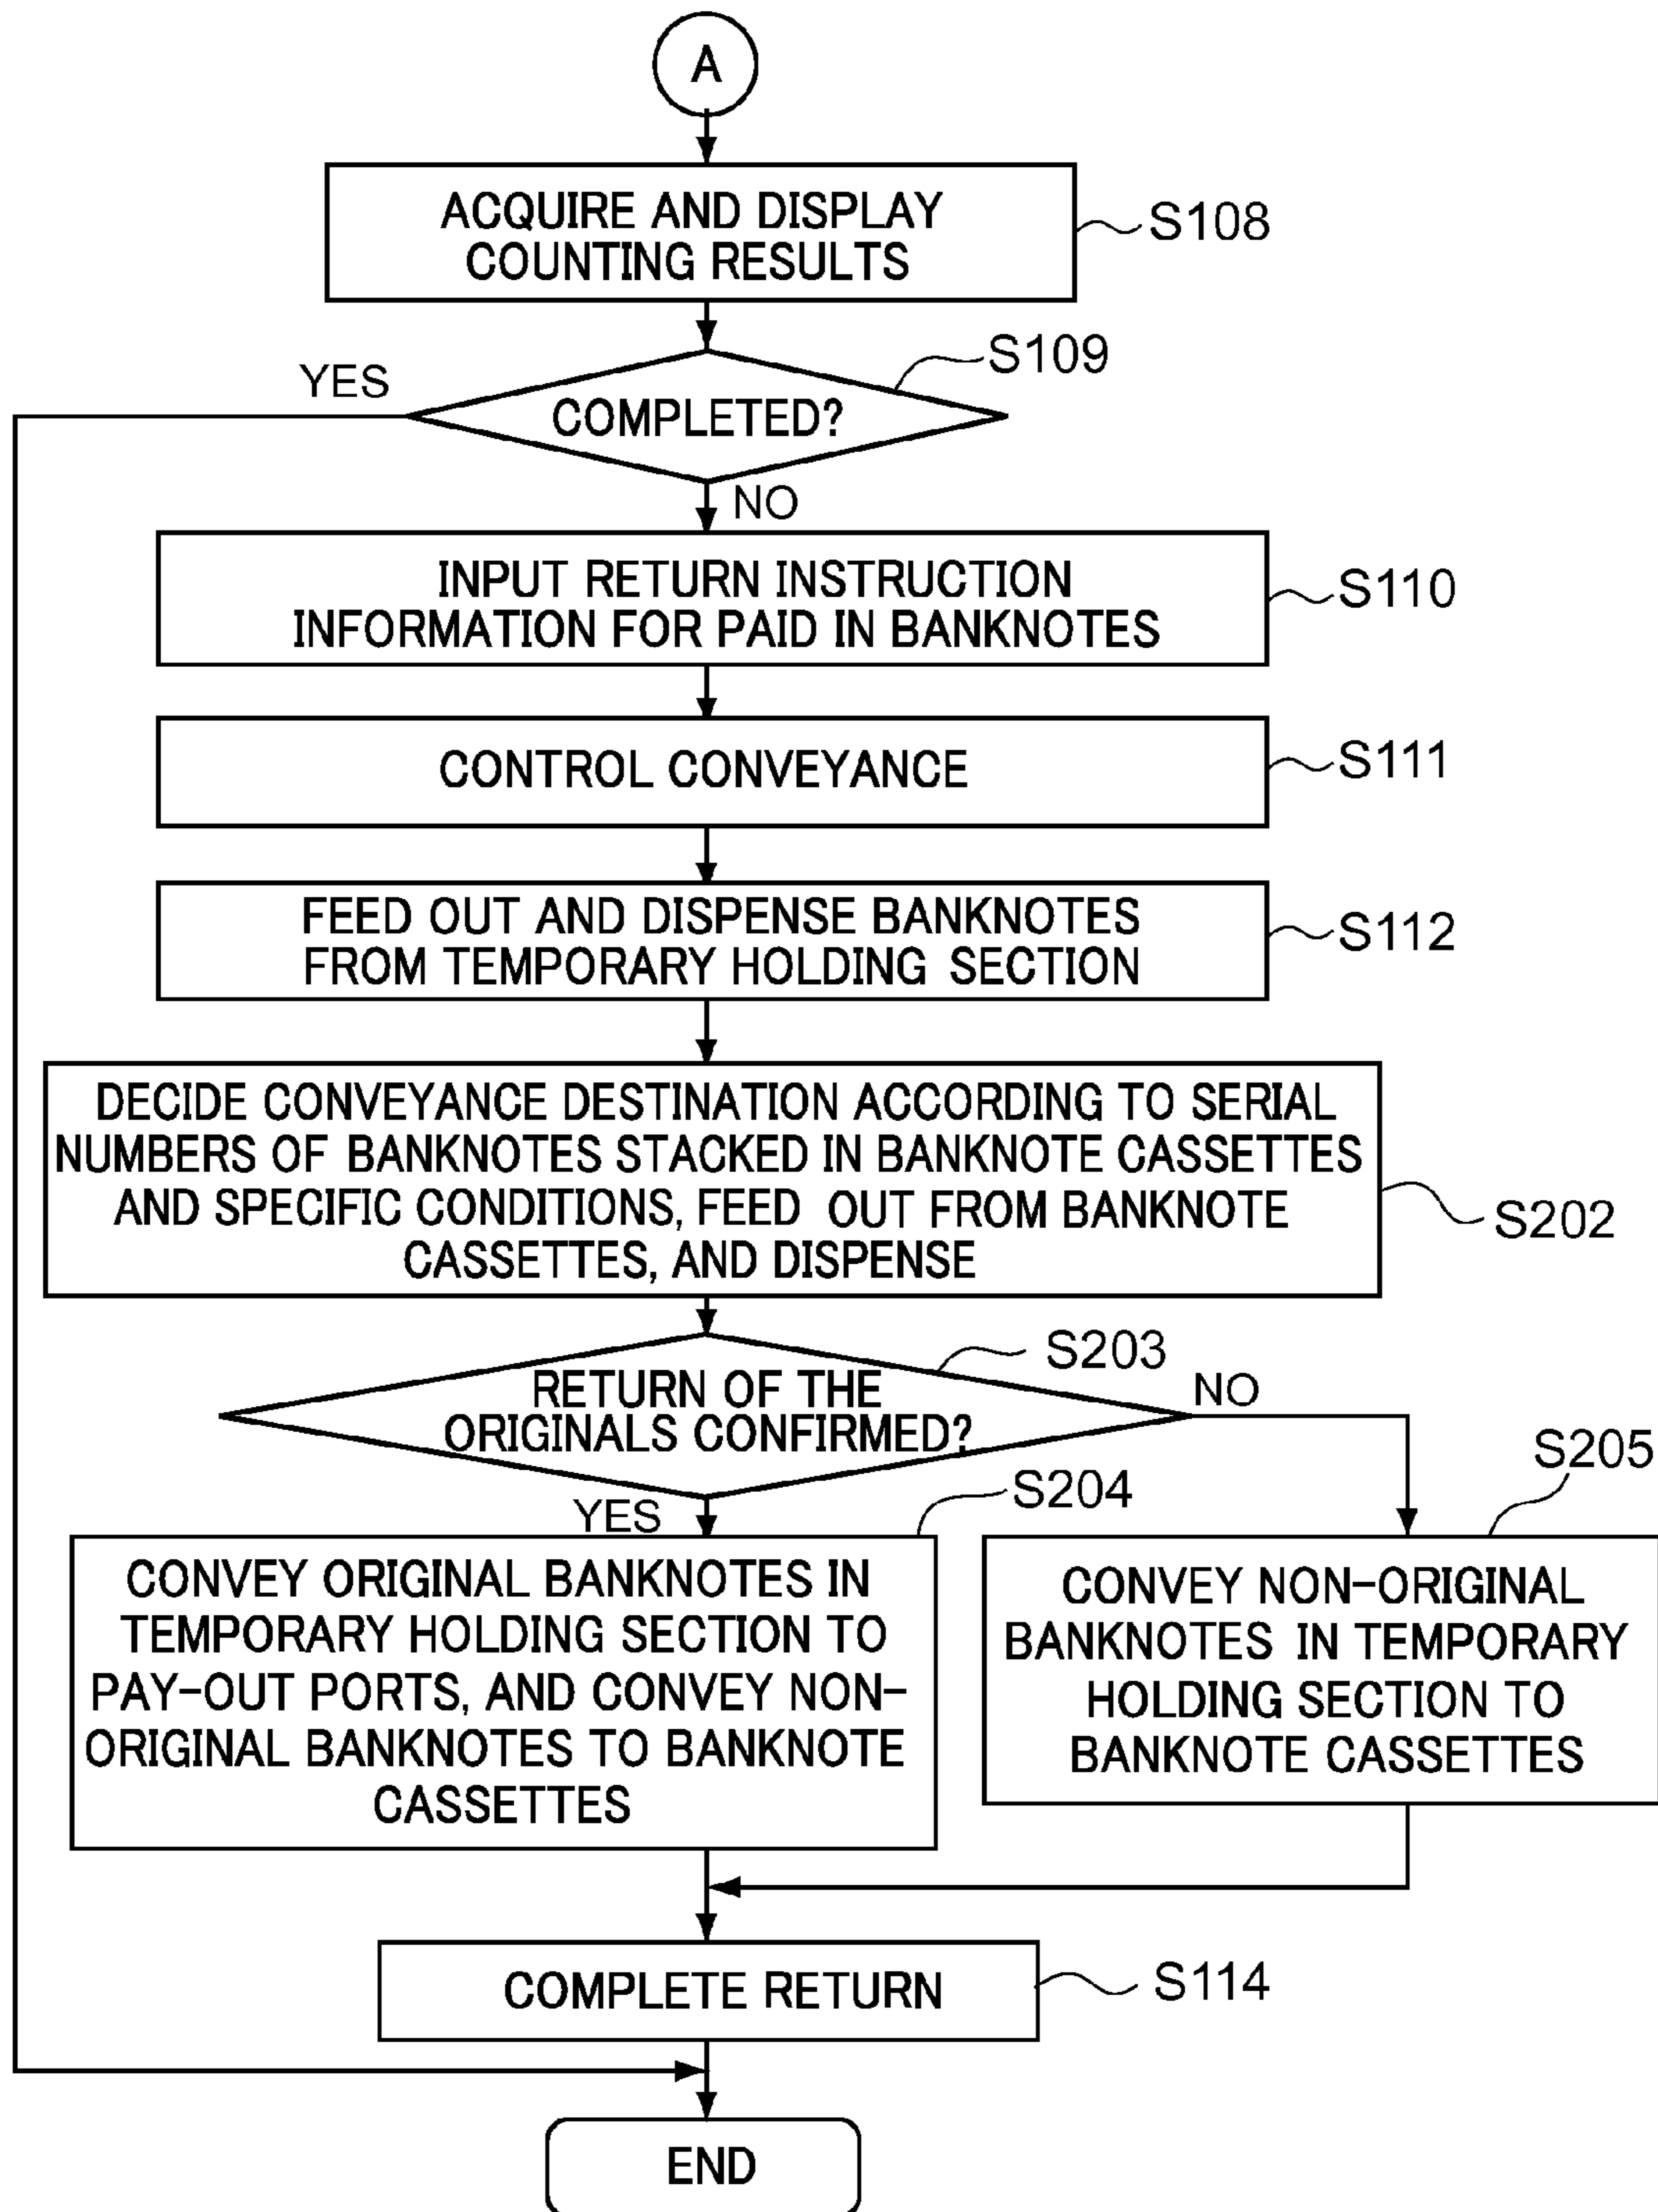 A
ACQUIRE AND DISPLAY
COUNTING RESULTS
S108
S109
YES
COMPLETED?
NO
INPUT RETURN INSTRUCTION
INFORMATION FOR PAID IN BANKNOTES
S110
CONTROL CONVEYANCE
S111
FEED OUT AND DISPENSE BANKNOTES
FROM TEMPORARY HOLDING SECTION
S112
DECIDE CONVEYANCE DESTINATION ACCORDING TO SERIAL
NUMBERS OF BANKNOTES STACKED IN BANKNOTE CASSETTES
AND SPECIFIC CONDITIONS, FEED OUT FROM BANKNOTE
CASSETTES, AND DISPENSE
S202
S203
RETURN OF THE
ORIGINALS CONFIRMED?
NO
YES
S204
CONVEY ORIGINAL BANKNOTES IN
TEMPORARY HOLDING SECTION TO
PAY-OUT PORTS, AND CONVEY NON-
ORIGINAL BANKNOTES TO BANKNOTE
CASSETTES
S205
CONVEY NON-ORIGINAL
BANKNOTES IN TEMPORARY
HOLDING SECTION TO
BANKNOTE CASSETTES
COMPLETE RETURN
S114
END